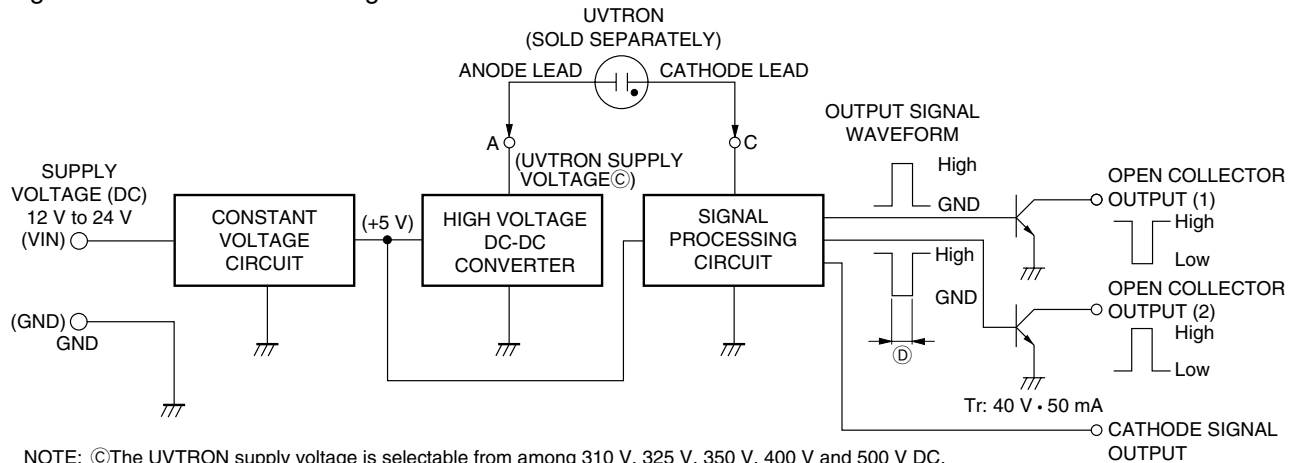 UVTRON
(SOLD SEPARATELY)
ANODE LEAD
CATHODE LEAD
A
C
(UVTRON SUPPLY
VOLTAGEⒸ)
OUTPUT SIGNAL
WAVEFORM
High
GND
High
GND
Ⓓ
SUPPLY
VOLTAGE (DC)
12 V to 24 V
(VIN)
(GND)
GND
CONSTANT
VOLTAGE
CIRCUIT
(+5 V)
HIGH VOLTAGE
DC-DC
CONVERTER
SIGNAL
PROCESSING
CIRCUIT
OPEN COLLECTOR
OUTPUT (1)
High
Low
OPEN COLLECTOR
OUTPUT (2)
High
Low
Tr: 40 V • 50 mA
CATHODE SIGNAL
OUTPUT
NOTE: ⒸThe UVTRON supply voltage is selectable from among 310 V, 325 V, 350 V, 400 V and 500 V DC.